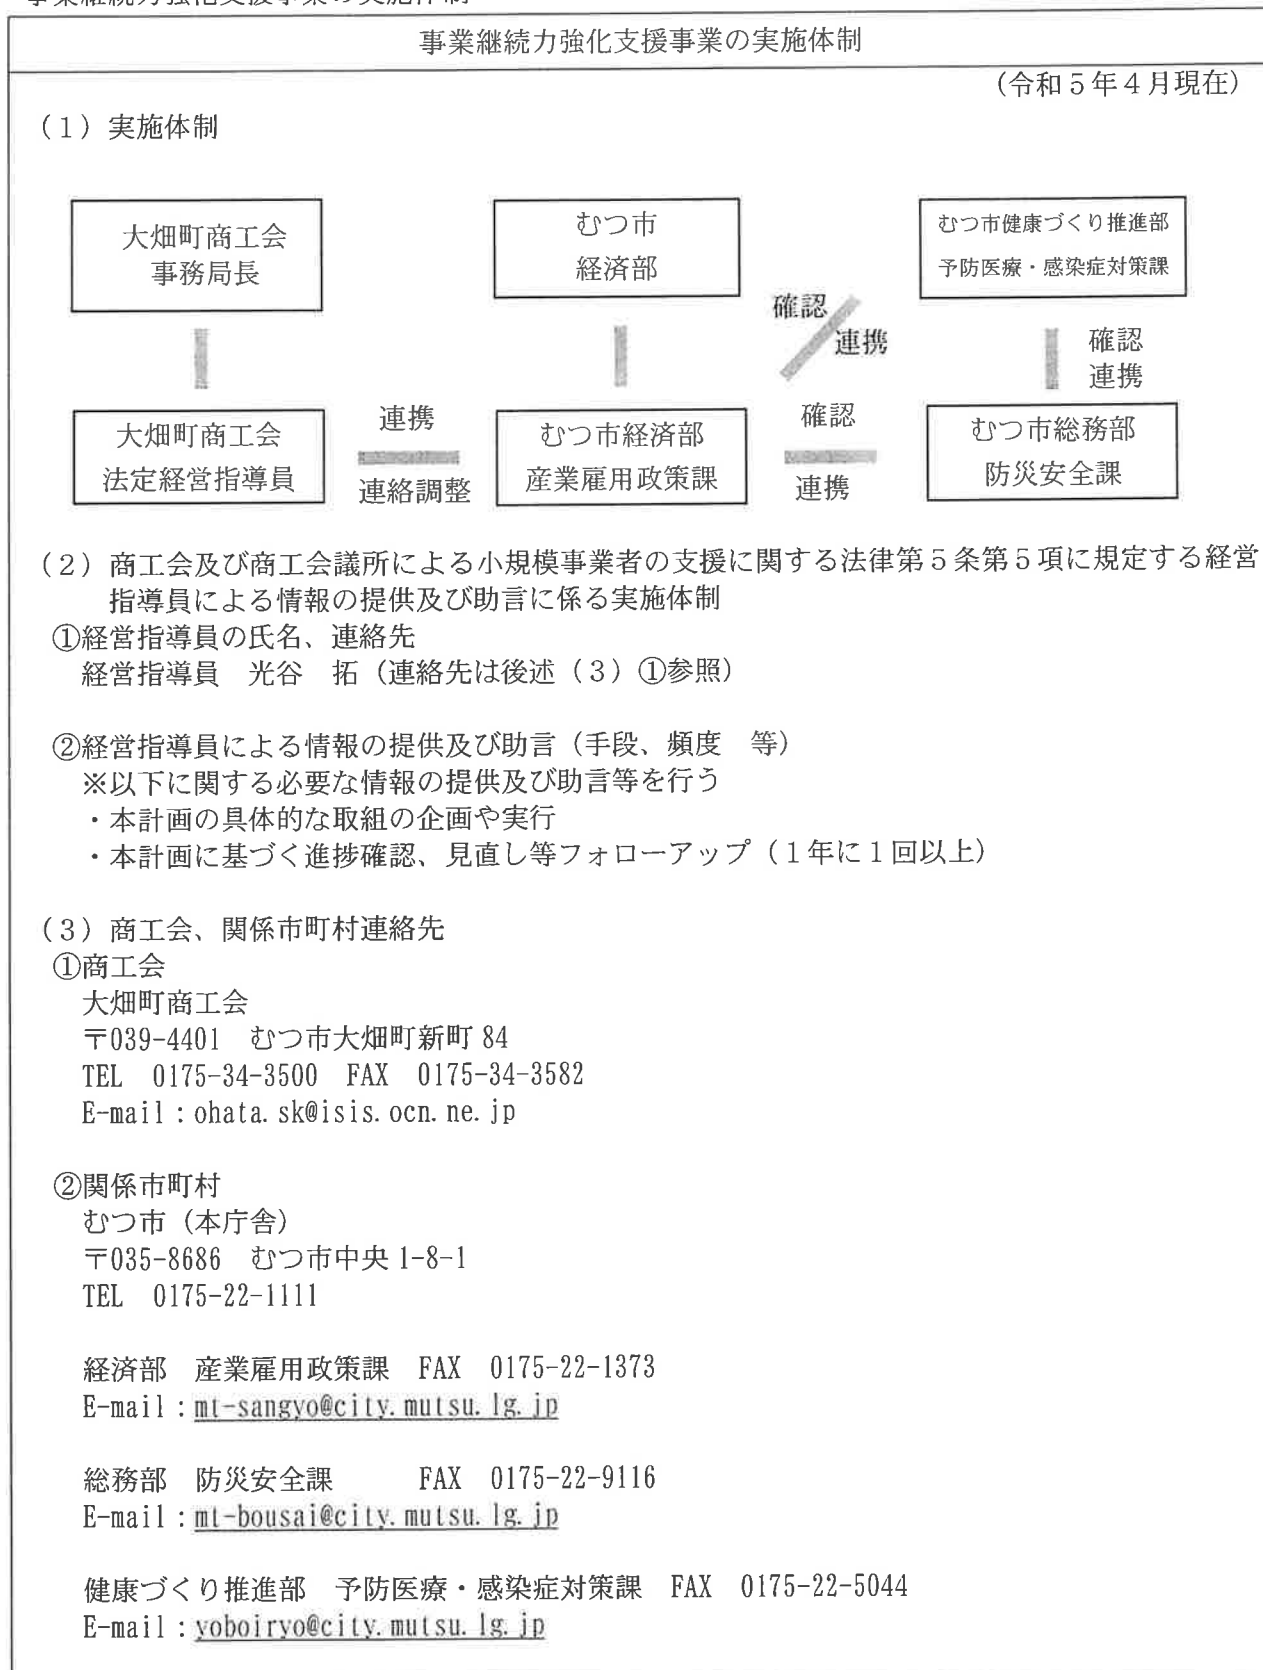 事業継続力強化支援事業の実施体制
事業継続力強化支援事業の実施体制
(令和5年4月現在)
(1) 実施体制
大畑町商工会
事務局長
むつ市
経済部
むつ市健康づくり推進部
予防医療・感染症対策課
確認
連携
確認
連携
大畑町商工会
法定経営指導員
連携
連絡調整
むつ市経済部
産業雇用政策課
確認
連携
むつ市総務部
防災安全課
(2) 商工会及び商工会議所による小規模事業者の支援に関する法律第5条第5項に規定する経営
指導員による情報の提供及び助言に係る実施体制
①経営指導員の氏名、連絡先
経営指導員 光谷 拓(連絡先は後述(3)①参照)
②経営指導員による情報の提供及び助言(手段、頻度 等)
※以下に関する必要な情報の提供及び助言等を行う
・本計画の具体的な取組の企画や実行
・本計画に基づく進捗確認、見直し等フォローアップ(1年に1回以上)
(3) 商工会、関係市町村連絡先
①商工会
大畑町商工会
〒039-4401 むつ市大畑町新町84
TEL 0175-34-3500 FAX 0175-34-3582
E-mail:ohata.sk@isis.ocn.ne.jp
②関係市町村
むつ市(本庁舎)
〒035-8686 むつ市中央1-8-1
TEL 0175-22-1111
経済部 産業雇用政策課 FAX 0175-22-1373
E-mail:mt-sangyo@city.mutsu.lg.jp
総務部 防災安全課 FAX 0175-22-9116
E-mail:mt-bousai@city.mutsu.lg.jp
健康づくり推進部 予防医療・感染症対策課 FAX 0175-22-5044
E-mail:yoboiryo@city.mutsu.lg.jp